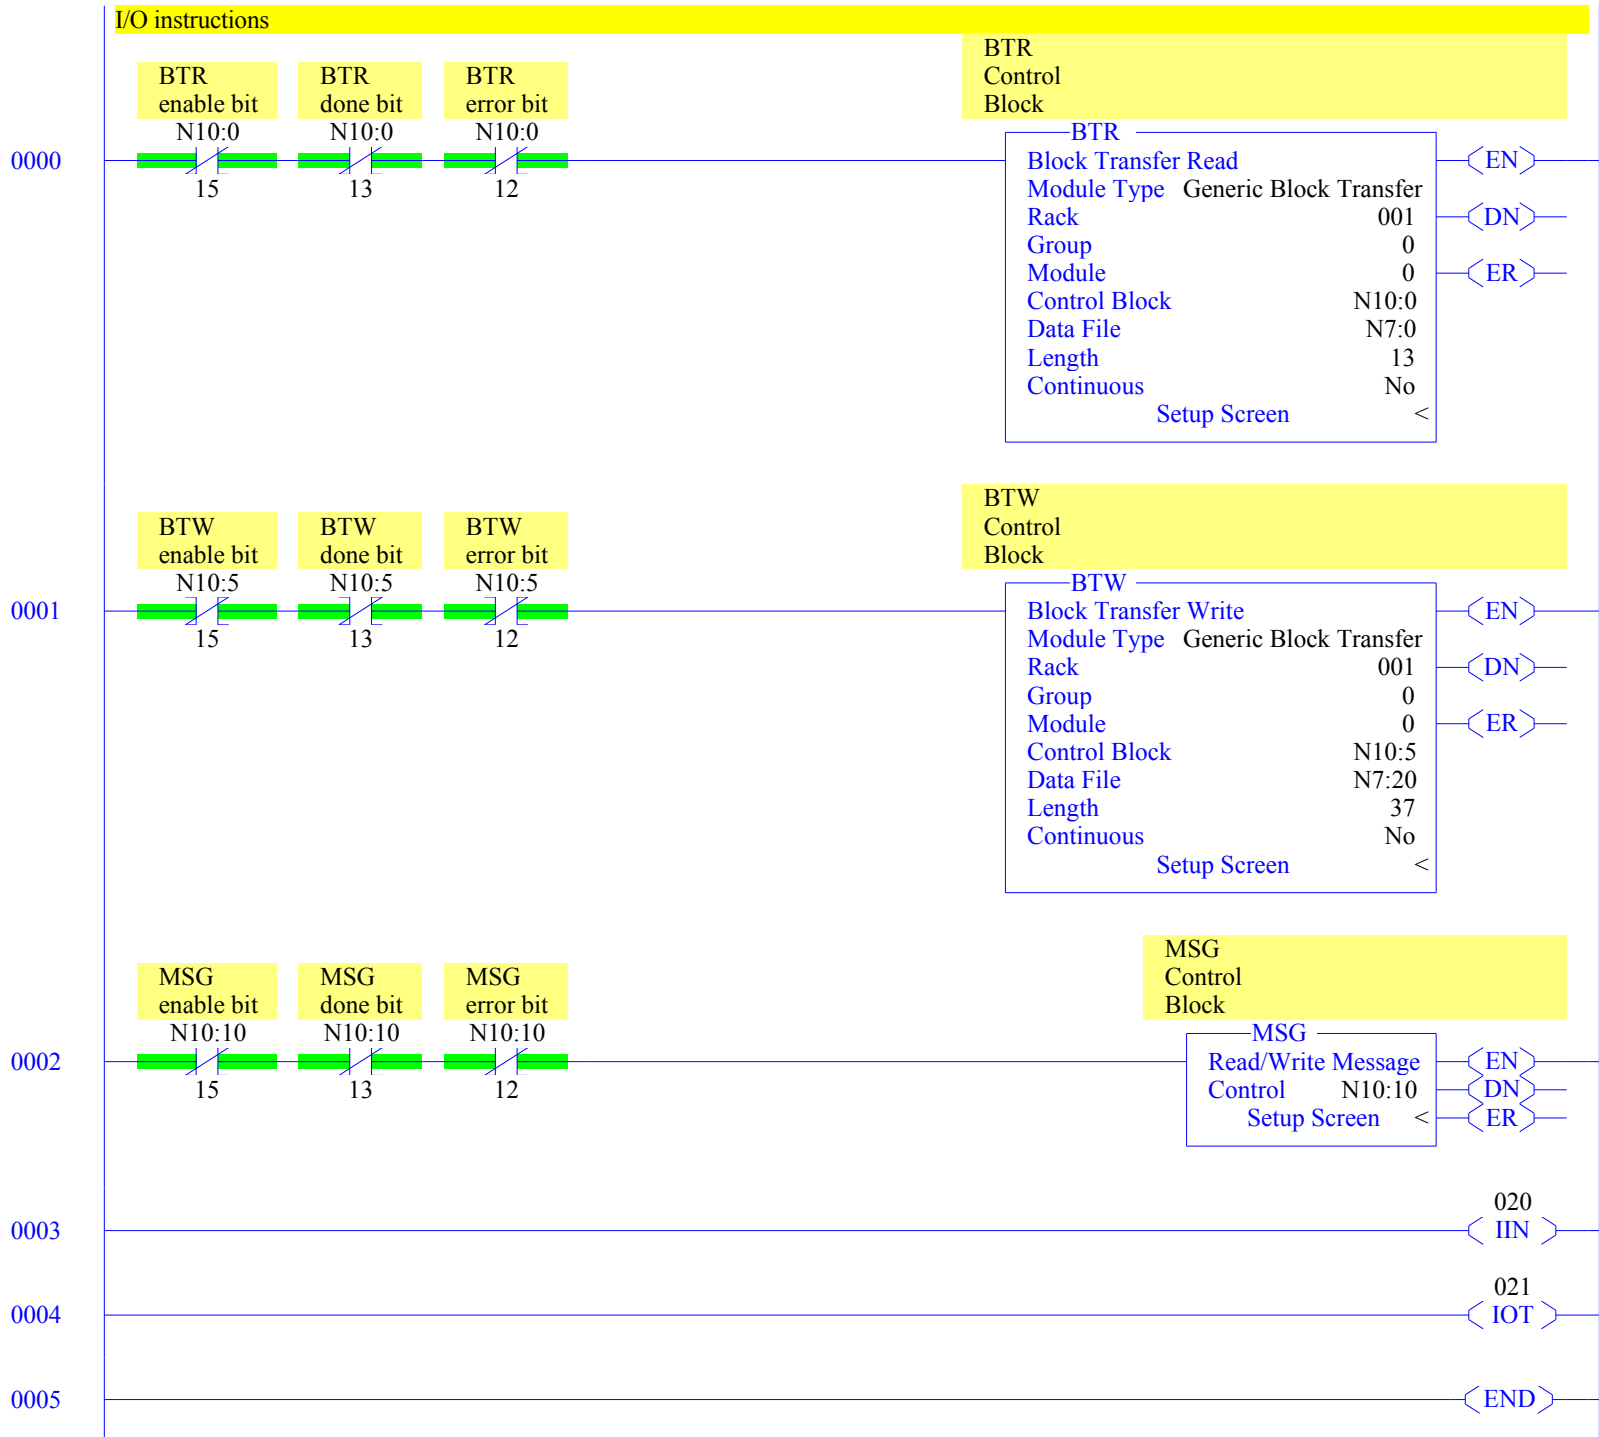 I/O instructions
BTR
Control
Block
BTR BTR BTR
enable bit done bit error bit
N10:0 N10:0 N10:0
BTR
0000
Block Transfer Read
EN
15 13 12
Module Type Generic Block Transfer
Rack 001
DN
Group 0
Module 0
ER
Control Block N10:0
Data File N7:0
Length 13
Continuous No
Setup Screen <
BTW
Control
Block
BTW BTW BTW
enable bit done bit error bit
N10:5 N10:5 N10:5
BTW
0001
Block Transfer Write
EN
15 13 12
Module Type Generic Block Transfer
Rack 001
DN
Group 0
Module 0
ER
Control Block N10:5
Data File N7:20
Length 37
Continuous No
Setup Screen <
MSG
Control
Block
MSG MSG MSG
enable bit done bit error bit
N10:10 N10:10 N10:10
MSG
0002
Read/Write Message
EN
15 13 12
Control N10:10
DN
Setup Screen <
ER
020
0003 IIN
021
0004 IOT
0005 END